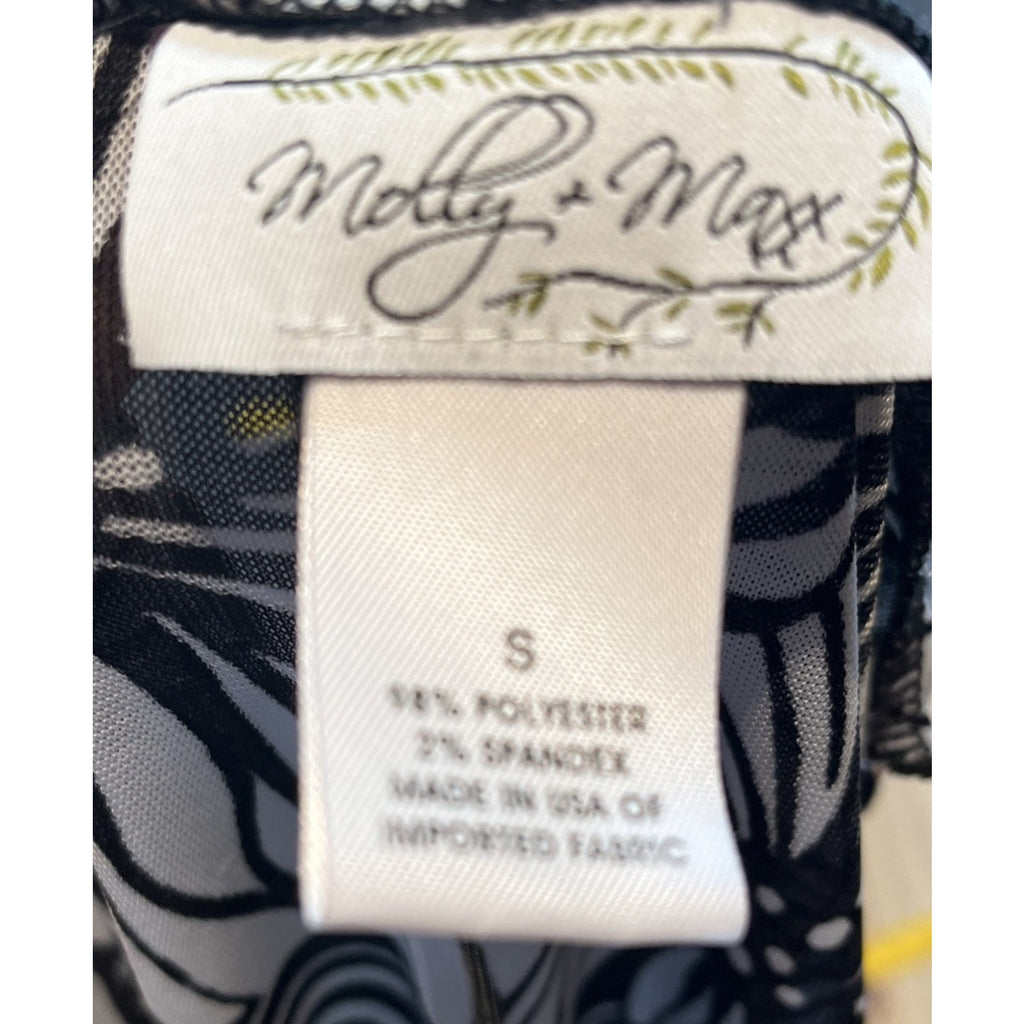 Molly + Maxx
S
98% POLYESTER
2% SPANDEX
MADE IN USA OF
IMPORTED FABRIC